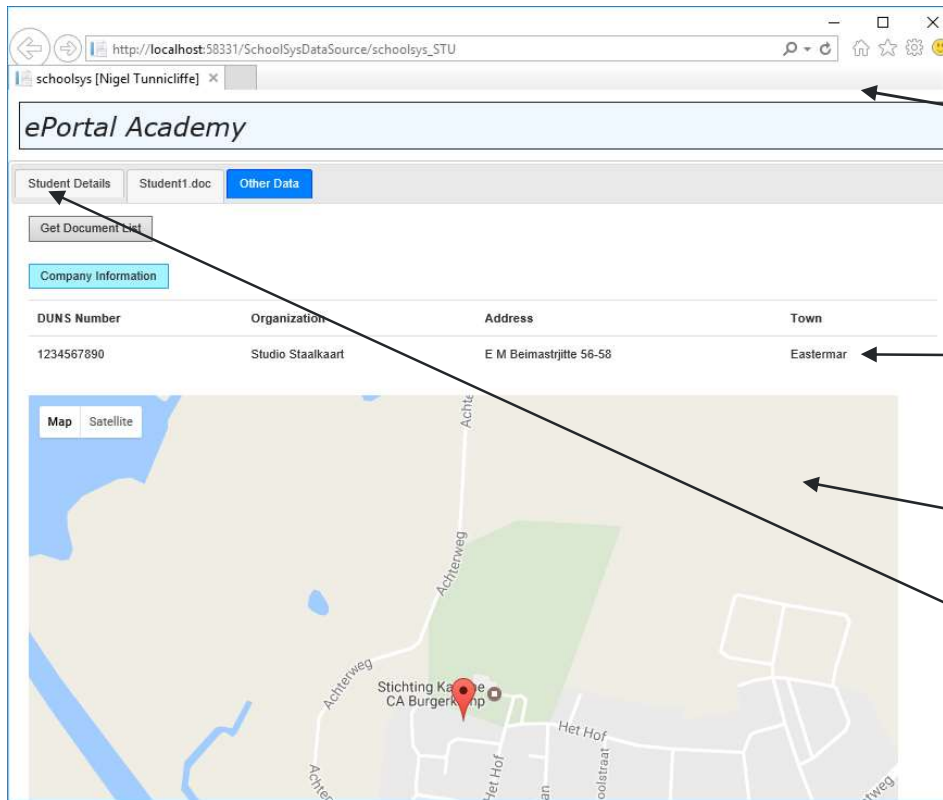 http://localhost:58331/SchoolSysDataSource/schoolsys_STU
schoolsys [Nigel Tunnicliffe]
ePortal Academy
Student Details Student1.doc Other Data
Get Document List
Company Information
DUNS Number Organization Address Town
1234567890 Studio Staalkaart E M Beimastrjitte 56-58 Eastermar
Map Satellite
Achterweg
Achterweg
Stichting
CA
Het Hof
Het Hof